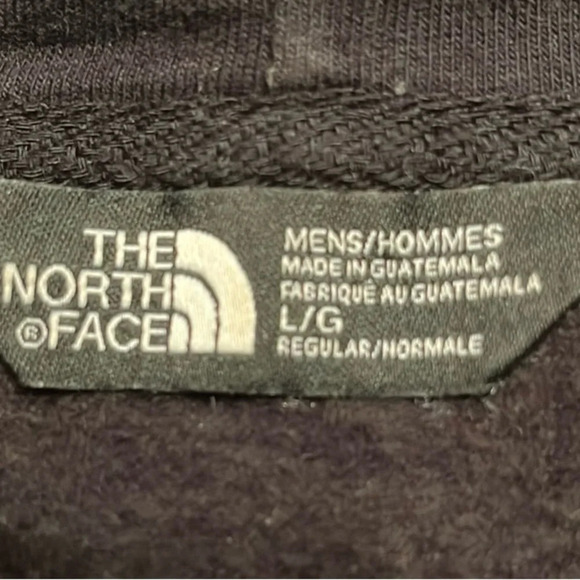 THE
NORTH
®FACE
MENS/HOMMES
MADE IN GUATEMALA
FABRIQUÉ AU GUATEMALA
L/G
REGULAR/NORMALE